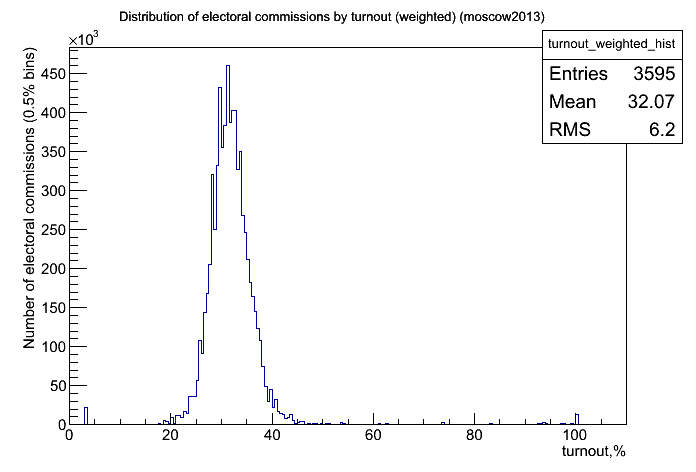 Distribution of electoral commissions by turnout (weighted) (moscow2013)
×10³
turnout_weighted_hist
Entries 3595
Mean 32.07
RMS 6.2
Number of electoral commissions (0.5% bins)
450
400
350
300
250
200
150
100
50
0
0 20 40 60 80 100
turnout,%